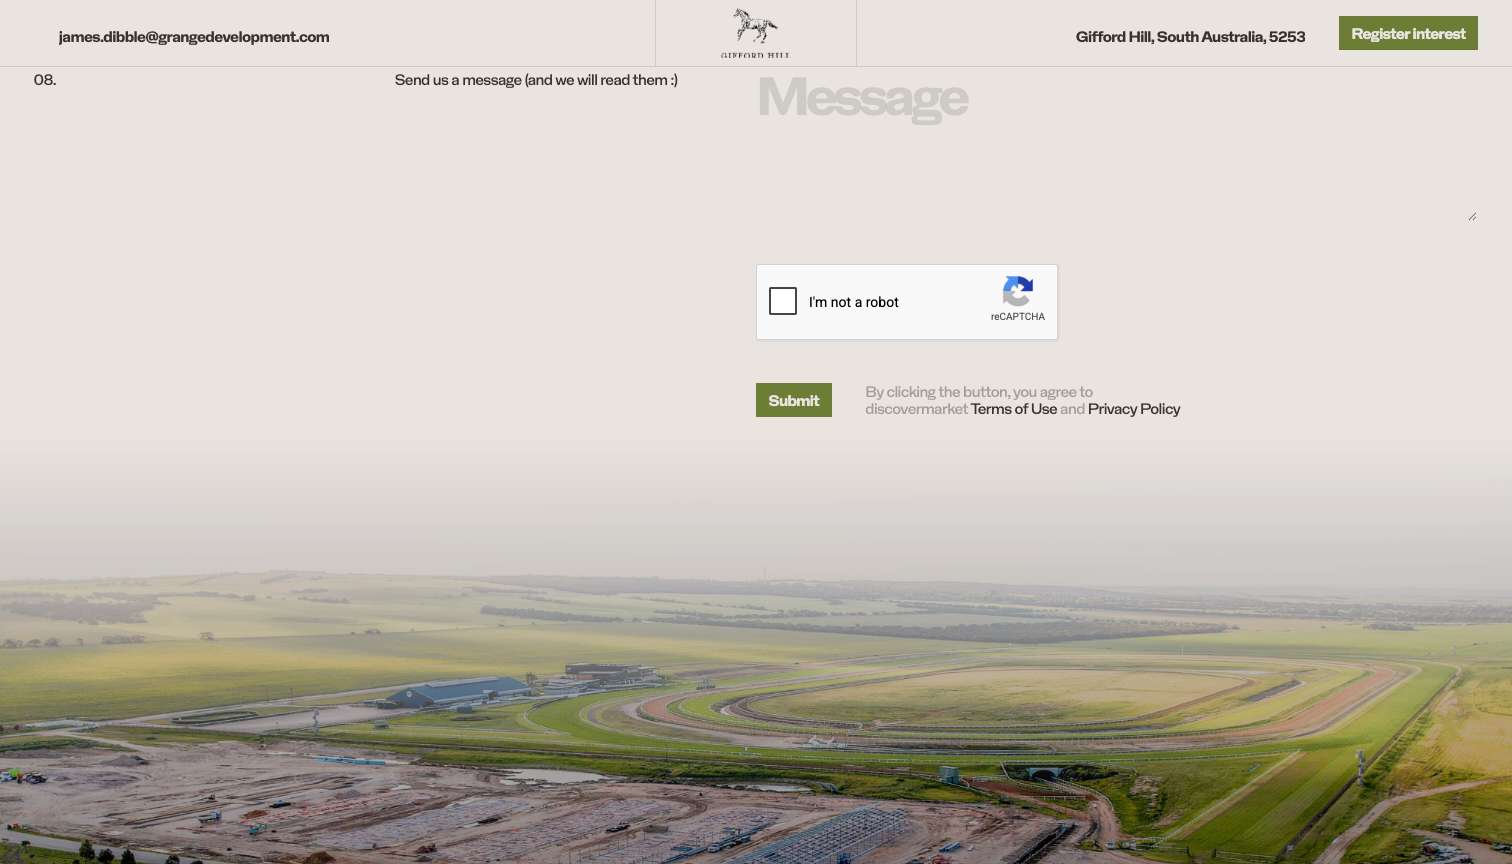 james.dibble@grangedevelopment.com
GIFFORD HILL
Gifford Hill, South Australia, 5253
Register interest
08.
Send us a message (and we will read them :)
Message
I'm not a robot
reCAPTCHA
Submit
By clicking the button, you agree to
discovermarket Terms of Use and Privacy Policy